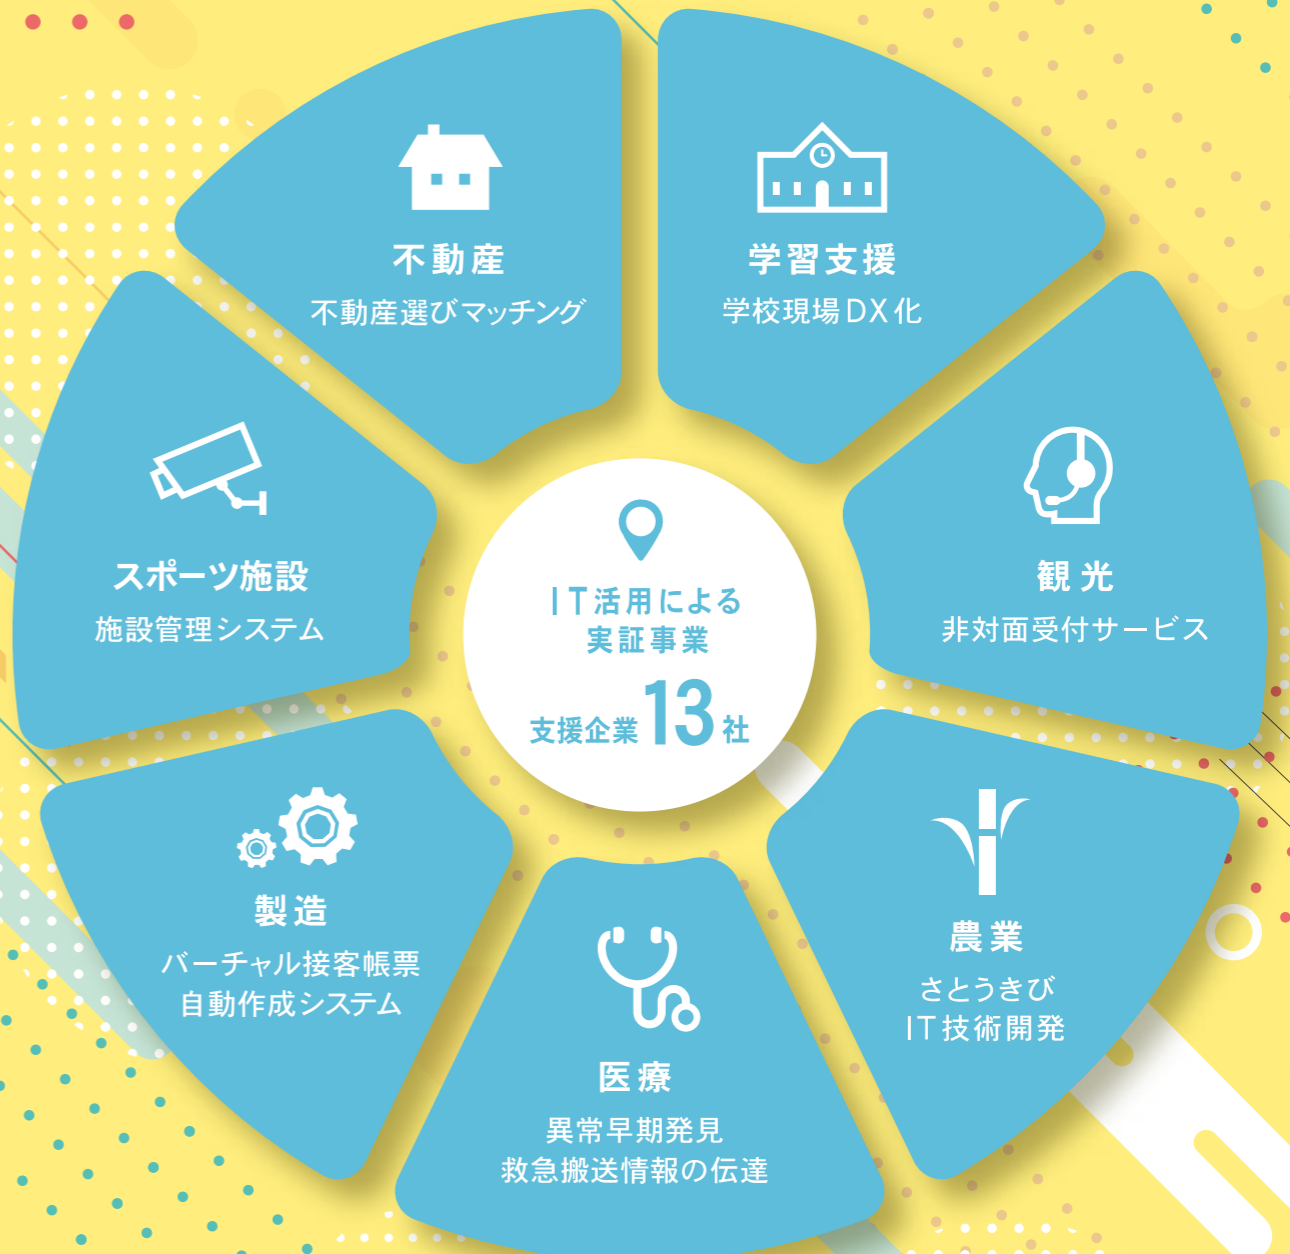 不動産
不動産選びマッチング
学習支援
学校現場DX化
スポーツ施設
施設管理システム
IT活用による
実証事業
支援企業13社
観光
非対面受付サービス
製造
バーチャル接客帳票
自動作成システム
農業
さとうきび
IT技術開発
医療
異常早期発見
救急搬送情報の伝達